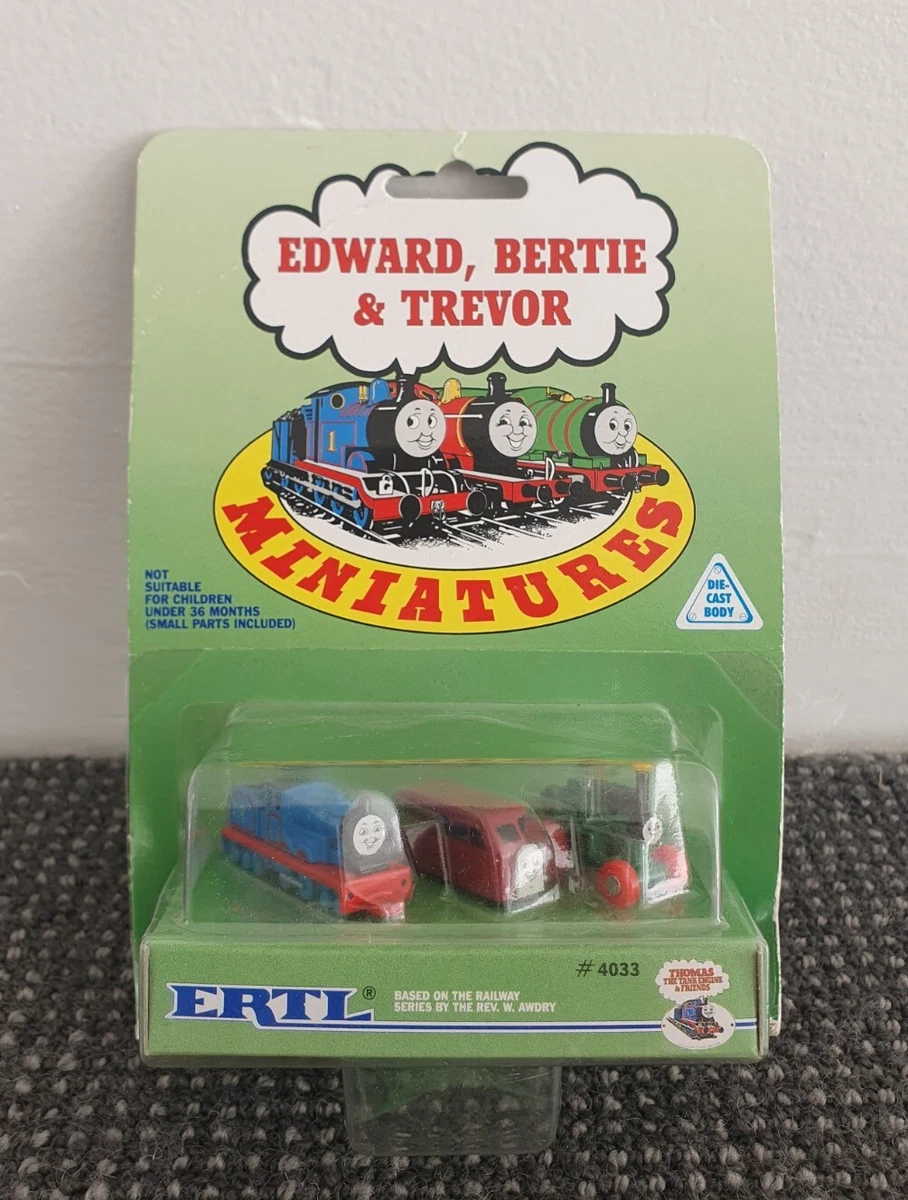 EDWARD, BERTIE
& TREVOR
1
MINIATURES
NOT
SUITABLE
FOR CHILDREN
UNDER 36 MONTHS
(SMALL PARTS INCLUDED)
DIE-
CAST
BODY
# 4033
ERTL®
BASED ON THE RAILWAY
SERIES BY THE REV. W. AWDRY
THOMAS
THE TANK ENGINE
& FRIENDS